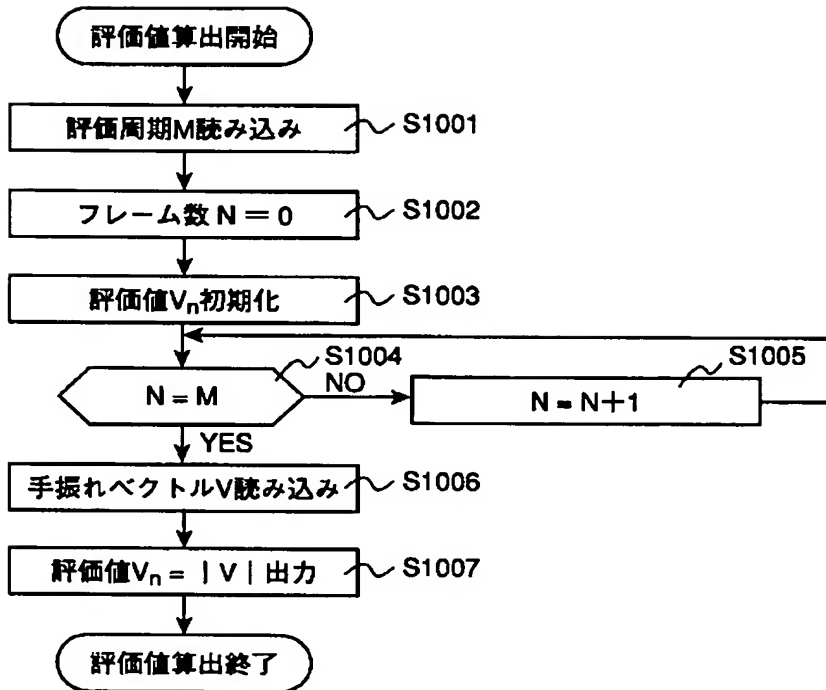 評価値算出開始
評価周期M読み込み
S1001
フレーム数 N = 0
S1002
評価値Vn初期化
S1003
S1004
N = M
NO
S1005
N = N+1
YES
手振れベクトルV読み込み
S1006
評価値Vn = |V| 出力
S1007
評価値算出終了